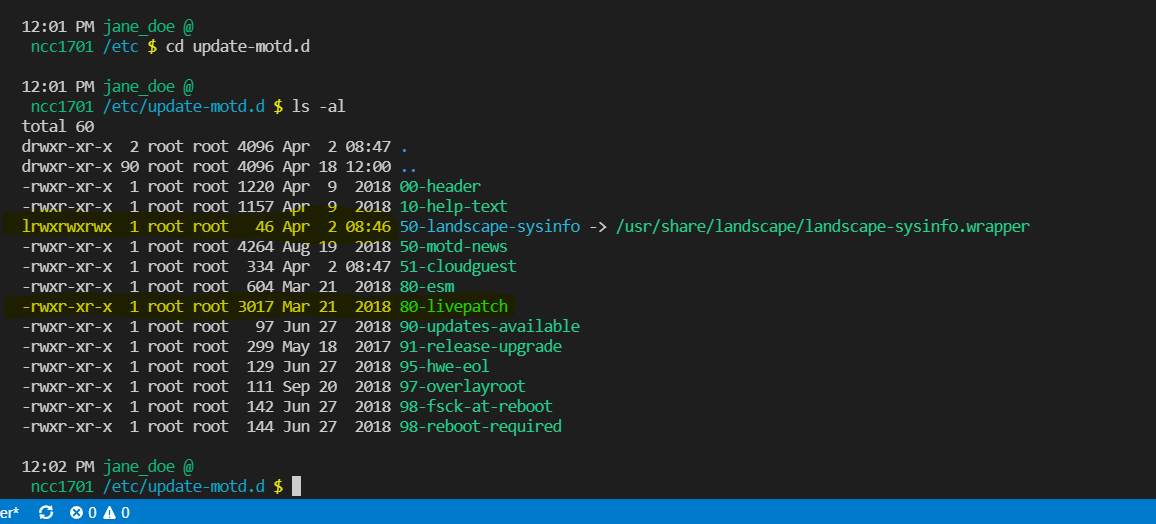 12:01 PM jane_doe @
ncc1701 /etc $ cd update-motd.d
12:01 PM jane_doe @
ncc1701 /etc/update-motd.d $ ls -al
total 60
drwxr-xr-x  2 root root 4096 Apr  2 08:47 .
drwxr-xr-x 90 root root 4096 Apr 18 12:00 ..
-rwxr-xr-x  1 root root 1220 Apr  9  2018 00-header
-rwxr-xr-x  1 root root 1157 Apr  9  2018 10-help-text
lrwxrwxrwx  1 root root   46 Apr  2 08:46 50-landscape-sysinfo -> /usr/share/landscape/landscape-sysinfo.wrapper
-rwxr-xr-x  1 root root 4264 Aug 19  2018 50-motd-news
-rwxr-xr-x  1 root root  334 Apr  2 08:47 51-cloudguest
-rwxr-xr-x  1 root root  604 Mar 21  2018 80-esm
-rwxr-xr-x  1 root root 3017 Mar 21  2018 80-livepatch
-rwxr-xr-x  1 root root   97 Jun 27  2018 90-updates-available
-rwxr-xr-x  1 root root  299 May 18  2017 91-release-upgrade
-rwxr-xr-x  1 root root  129 Jun 27  2018 95-hwe-eol
-rwxr-xr-x  1 root root  111 Sep 20  2018 97-overlayroot
-rwxr-xr-x  1 root root  142 Jun 27  2018 98-fsck-at-reboot
-rwxr-xr-x  1 root root  144 Jun 27  2018 98-reboot-required
12:02 PM jane_doe @
ncc1701 /etc/update-motd.d $
er* 0 0